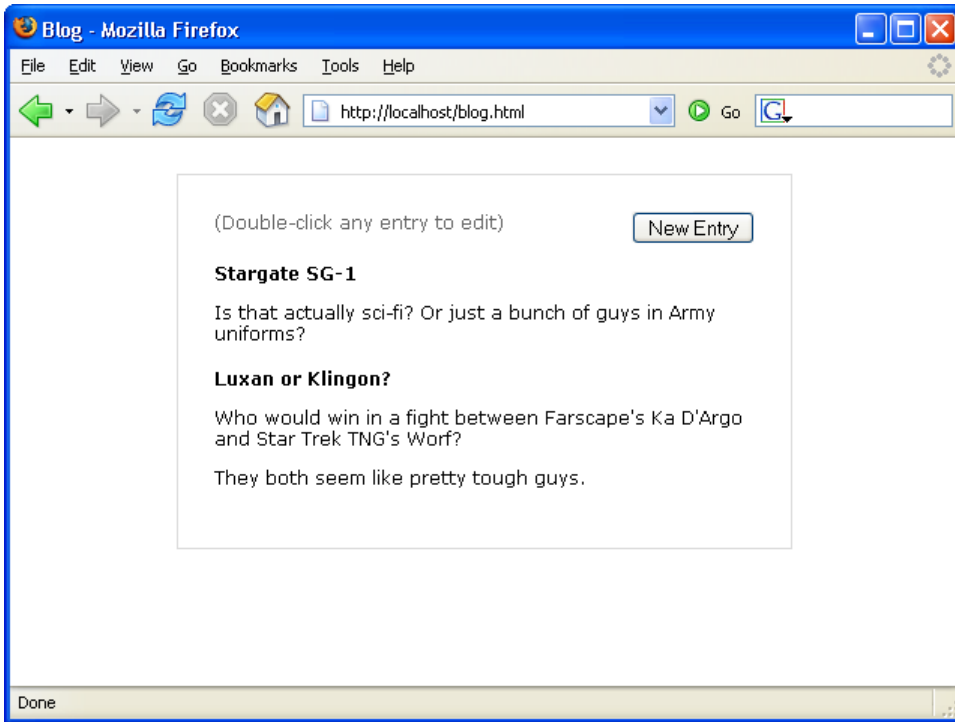 Blog - Mozilla Firefox
File Edit View Go Bookmarks Tools Help
http://localhost/blog.html Go G
(Double-click any entry to edit) New Entry
Stargate SG-1
Is that actually sci-fi? Or just a bunch of guys in Army
uniforms?
Luxan or Klingon?
Who would win in a fight between Farscape's Ka D'Argo
and Star Trek TNG's Worf?
They both seem like pretty tough guys.
Done